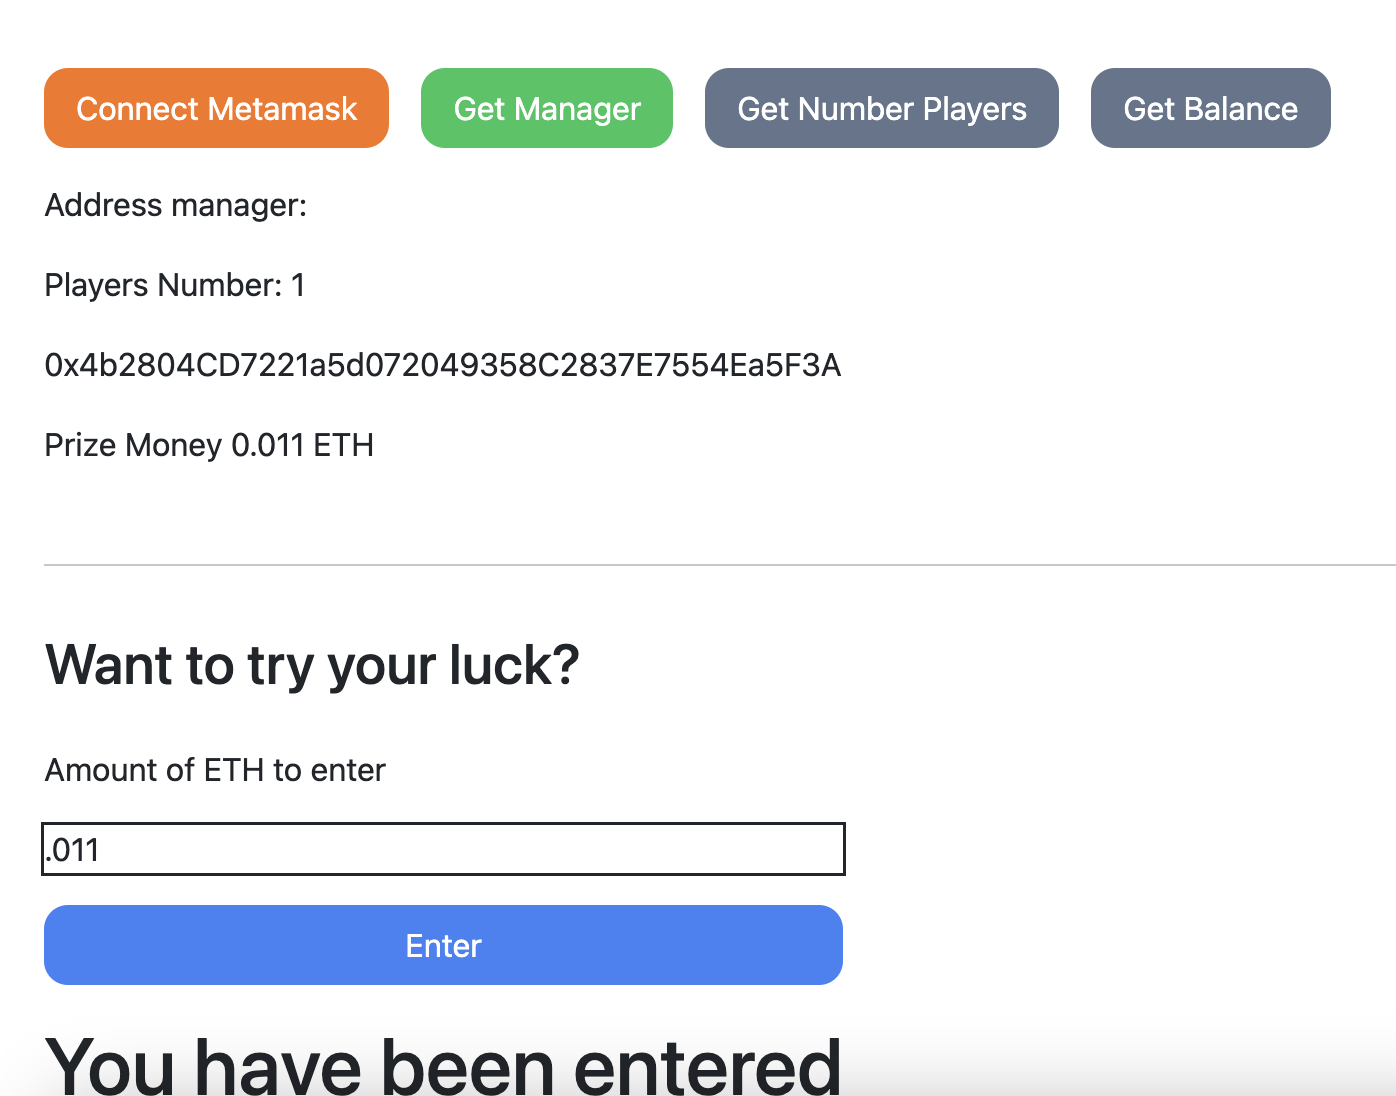 Connect Metamask Get Manager Get Number Players Get Balance
Address manager:
Players Number: 1
0x4b2804CD7221a5d072049358C2837E7554Ea5F3A
Prize Money 0.011 ETH
Want to try your luck?
Amount of ETH to enter
.011
Enter
You have been entered